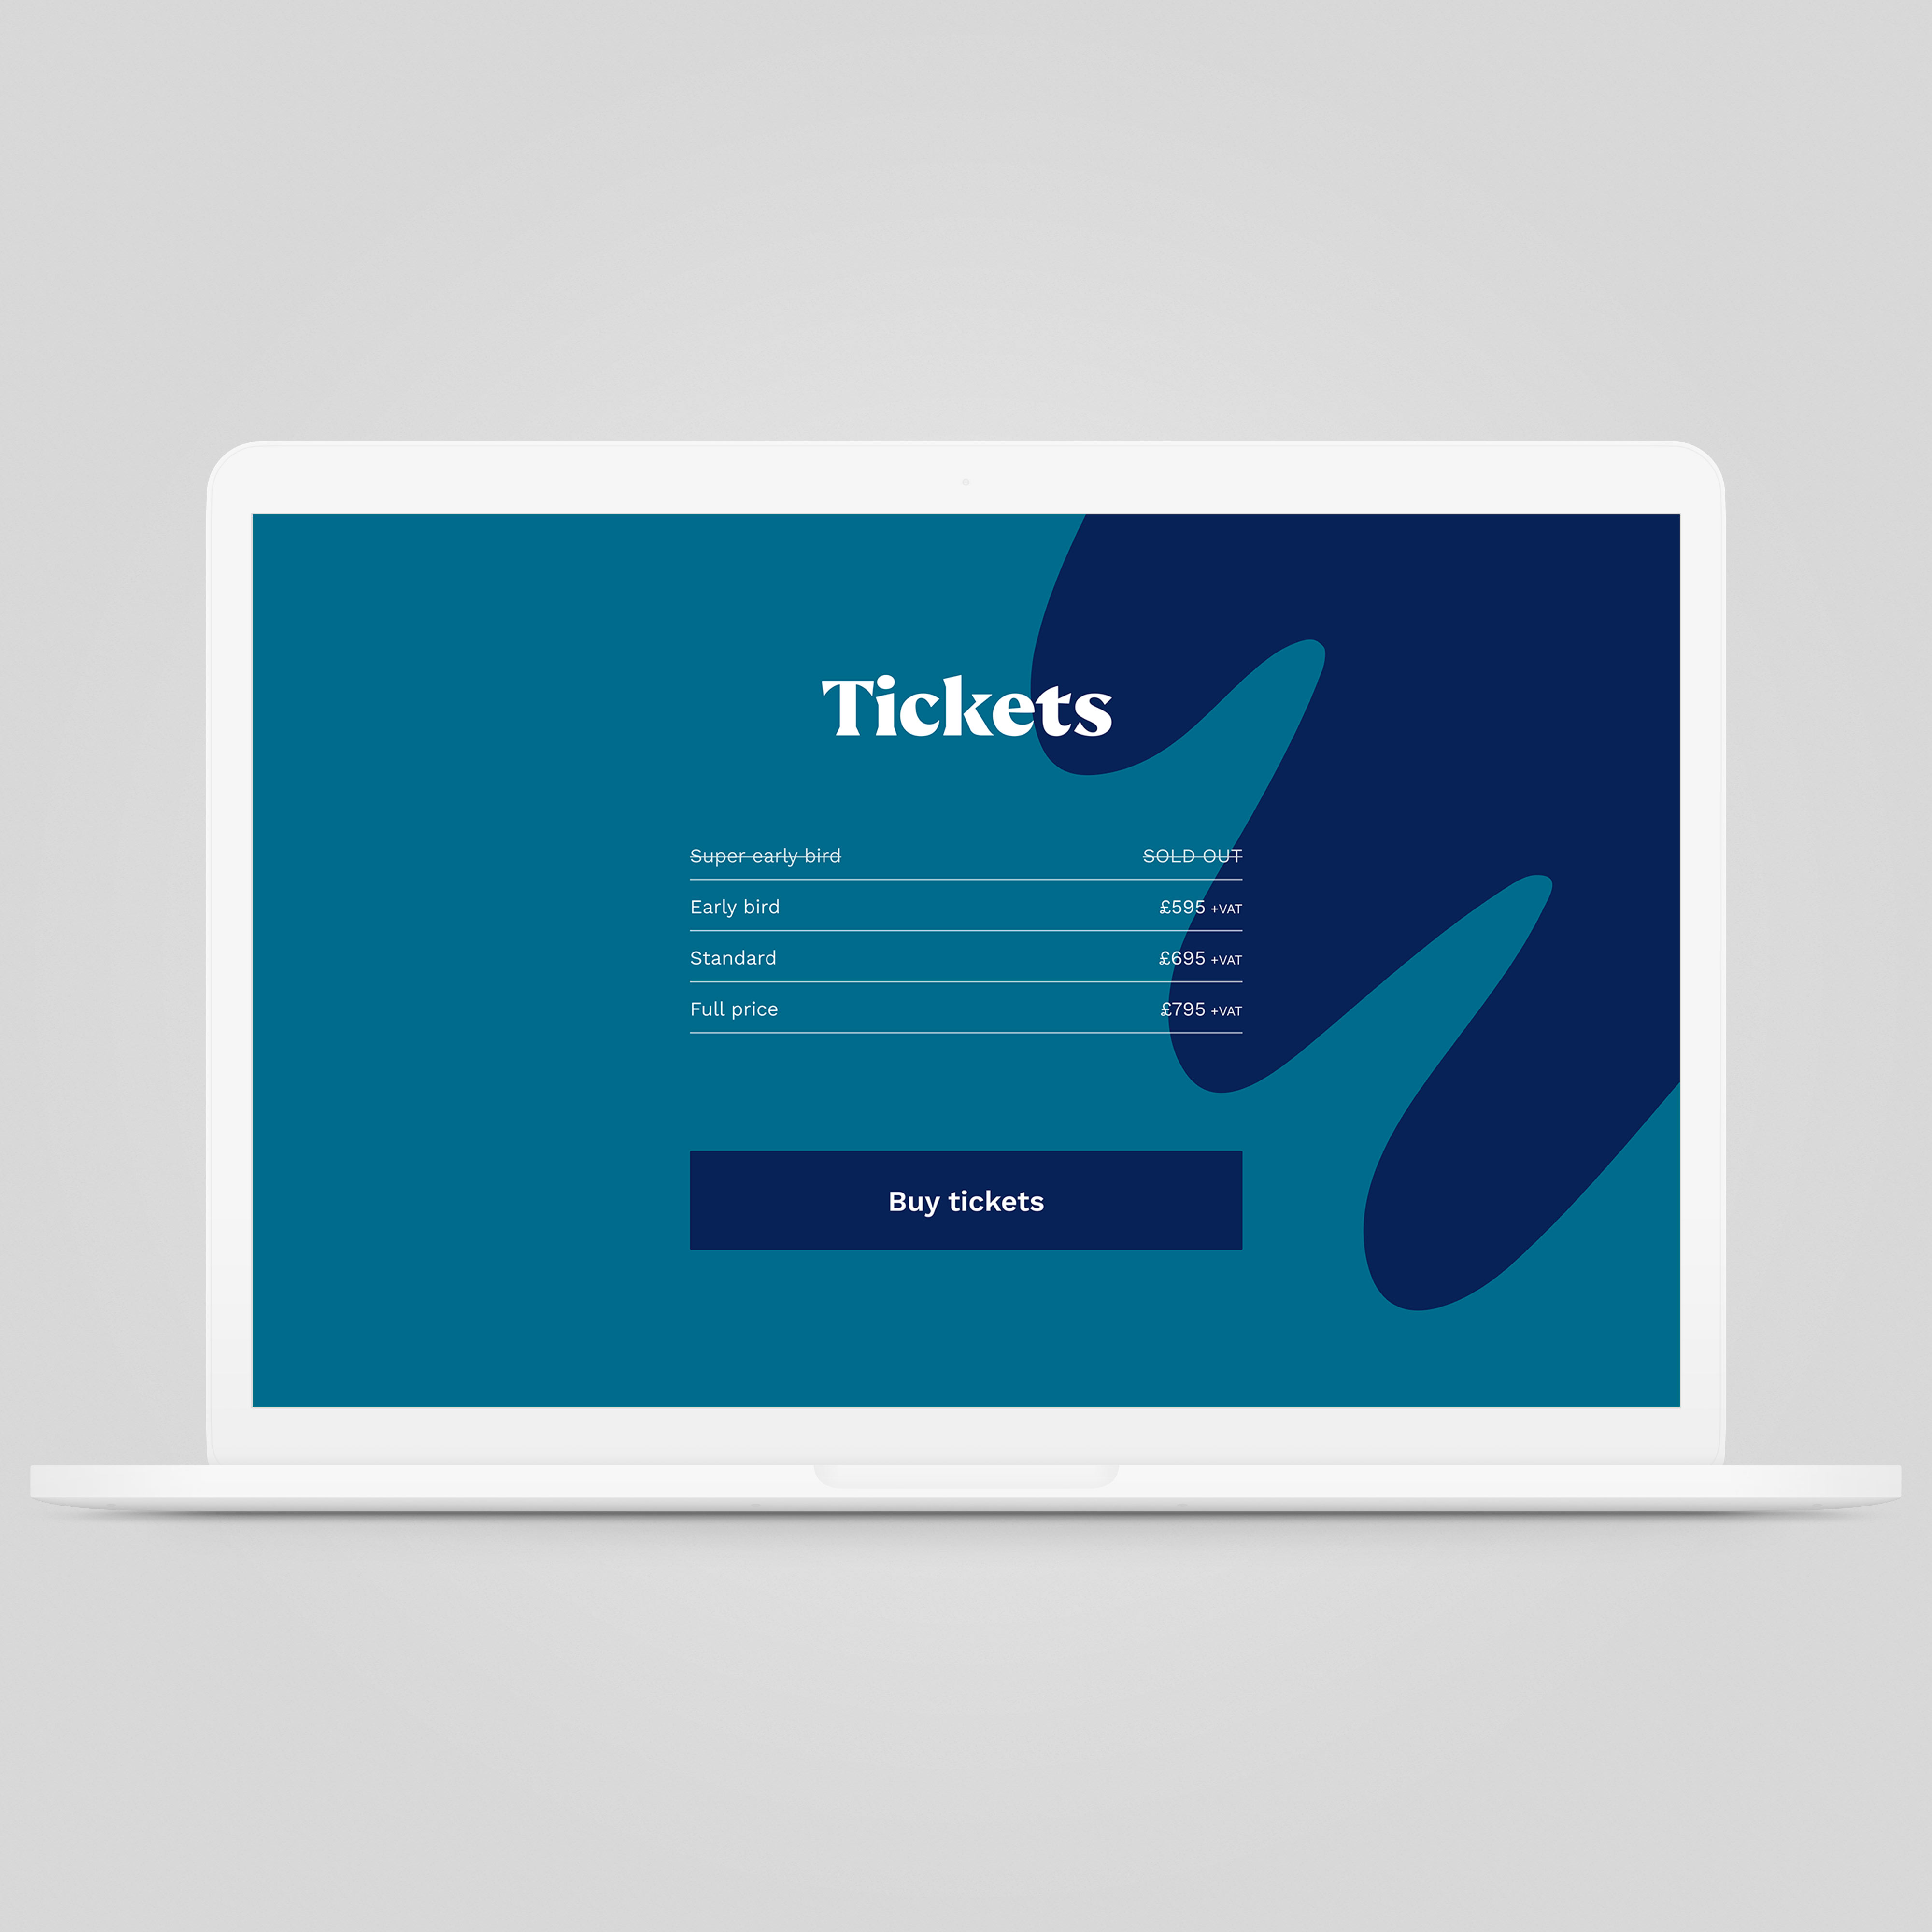 Tickets
Super early bird SOLD OUT
Early bird £595 +VAT
Standard £695 +VAT
Full price £795 +VAT
Buy tickets